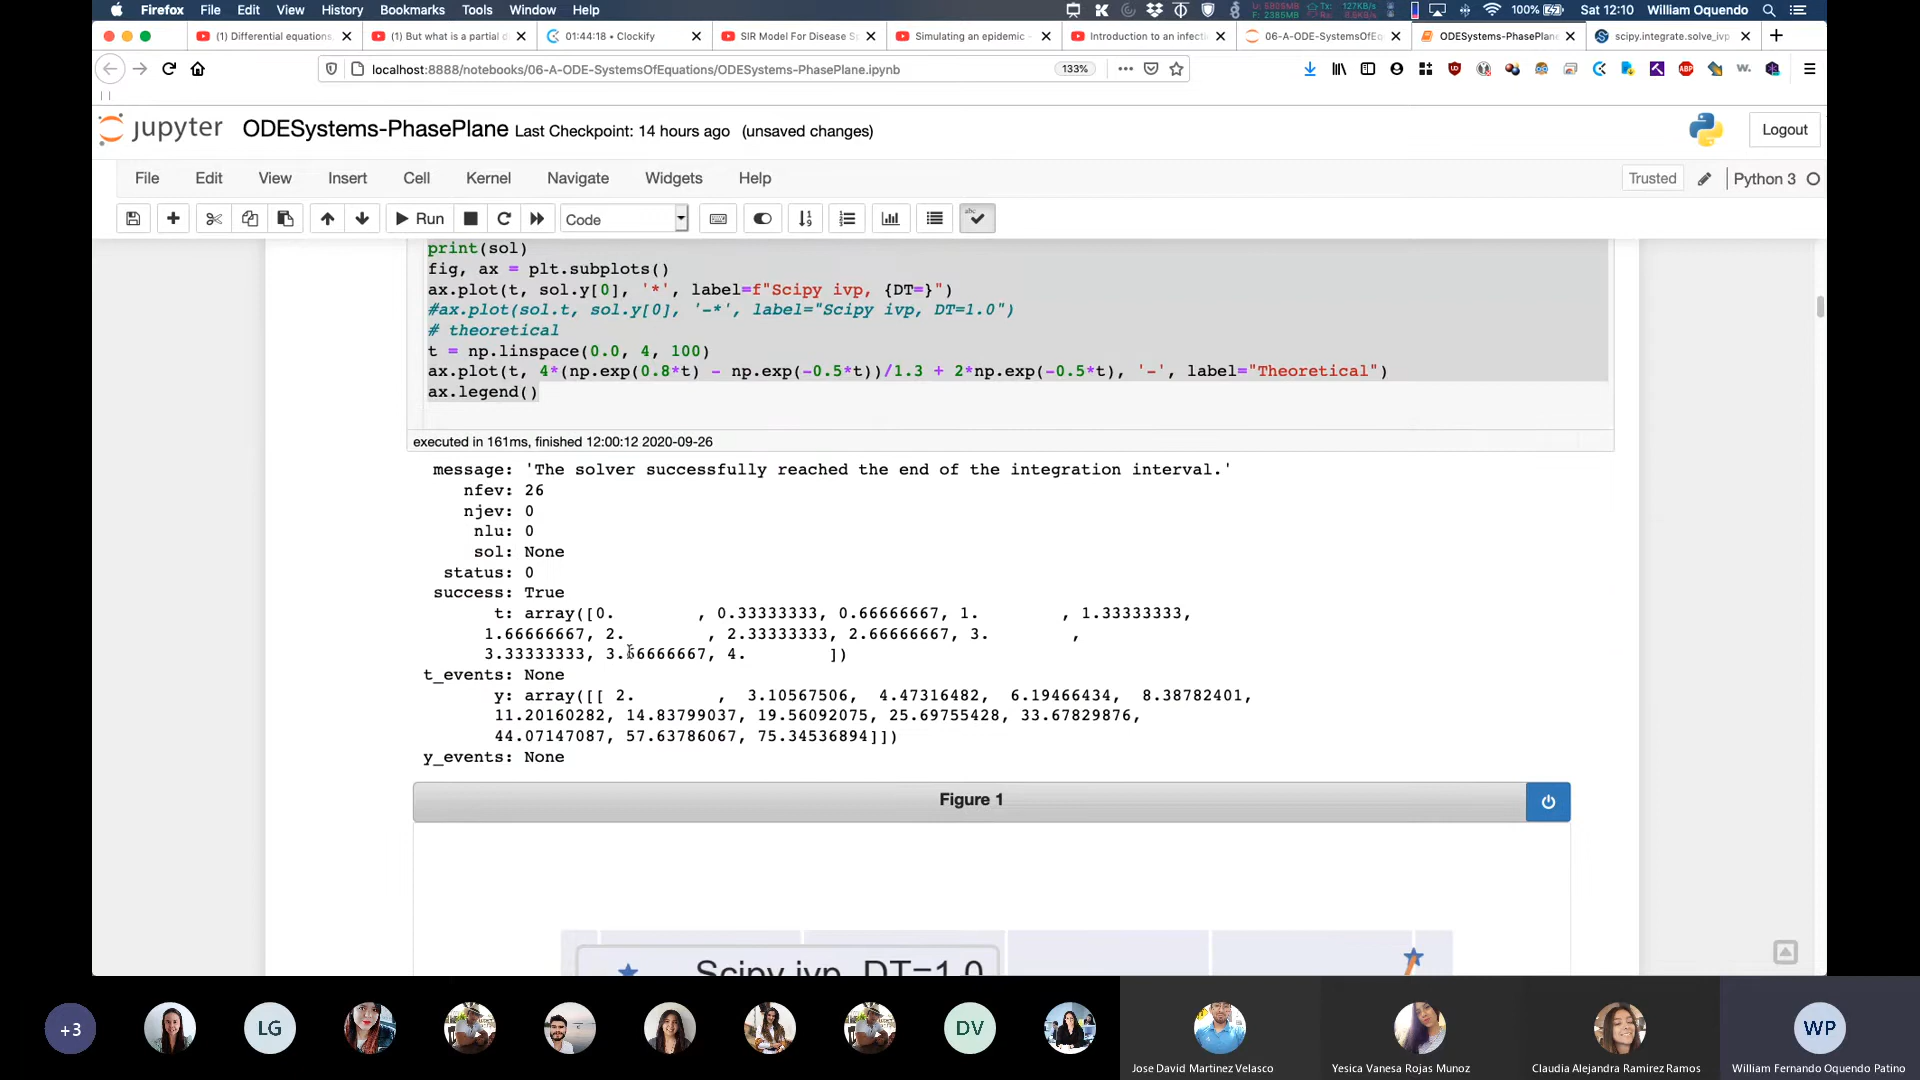 Firefox File Edit View History Bookmarks Tools Window Help 100% Sat 12:10 William Oquendo
(1) Differential equations, (1) But what is a partial d 01:44:18 • Clockify SIR Model For Disease S Simulating an epidemic - Introduction to an infecti 06-A-ODE-SystemsOfEq ODESystems-PhasePlane scipy.integrate.solve_ivp
localhost:8888/notebooks/06-A-ODE-SystemsOfEquations/ODESystems-PhasePlane.ipynb 133%
jupyter ODESystems-PhasePlane Last Checkpoint: 14 hours ago (unsaved changes) Logout
File Edit View Insert Cell Kernel Navigate Widgets Help Trusted Python 3
Run Code
print(sol)
fig, ax = plt.subplots()
ax.plot(t, sol.y[0], '*', label=f"Scipy ivp, {DT=}")
#ax.plot(sol.t, sol.y[0], '-*', label="Scipy ivp, DT=1.0")
# theoretical
t = np.linspace(0.0, 4, 100)
ax.plot(t, 4*(np.exp(0.8*t) - np.exp(-0.5*t))/1.3 + 2*np.exp(-0.5*t), '-', label="Theoretical")
ax.legend()
executed in 161ms, finished 12:00:12 2020-09-26
message: 'The solver successfully reached the end of the integration interval.'
nfev: 26
njev: 0
nlu: 0
sol: None
status: 0
success: True
t: array([0. , 0.33333333, 0.66666667, 1. , 1.33333333,
1.66666667, 2. , 2.33333333, 2.66666667, 3. ,
3.33333333, 3.66666667, 4. ])
t_events: None
y: array([[ 2. , 3.10567506, 4.47316482, 6.19466434, 8.38782401,
11.20160282, 14.83799037, 19.56092075, 25.69755428, 33.67829876,
44.07147087, 57.63786067, 75.34536894]])
y_events: None
Figure 1
Scipy ivp, DT=1.0
+3 LG DV WP
Jose David Martinez Velasco Yesica Vanesa Rojas Munoz Claudia Alejandra Ramirez Ramos William Fernando Oquendo Patino